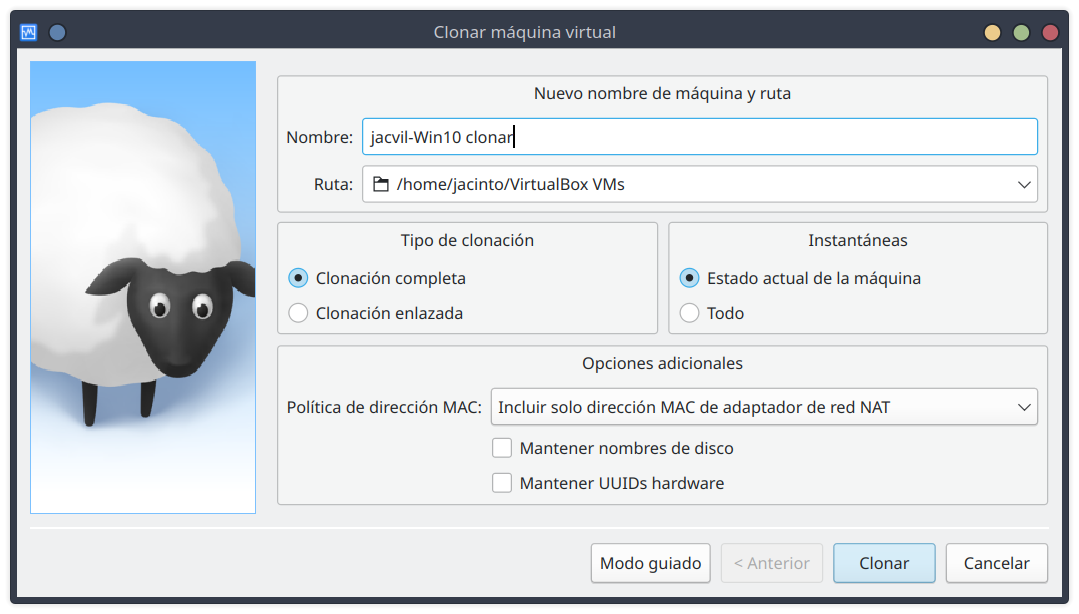 Clonar máquina virtual
Nuevo nombre de máquina y ruta
Nombre: jacvil-Win10 clonar
Ruta: /home/jacinto/VirtualBox VMs
Tipo de clonación
Clonación completa
Clonación enlazada
Instantáneas
Estado actual de la máquina
Todo
Opciones adicionales
Política de dirección MAC: Incluir solo dirección MAC de adaptador de red NAT
Mantener nombres de disco
Mantener UUIDs hardware
Modo guiado < Anterior Clonar Cancelar